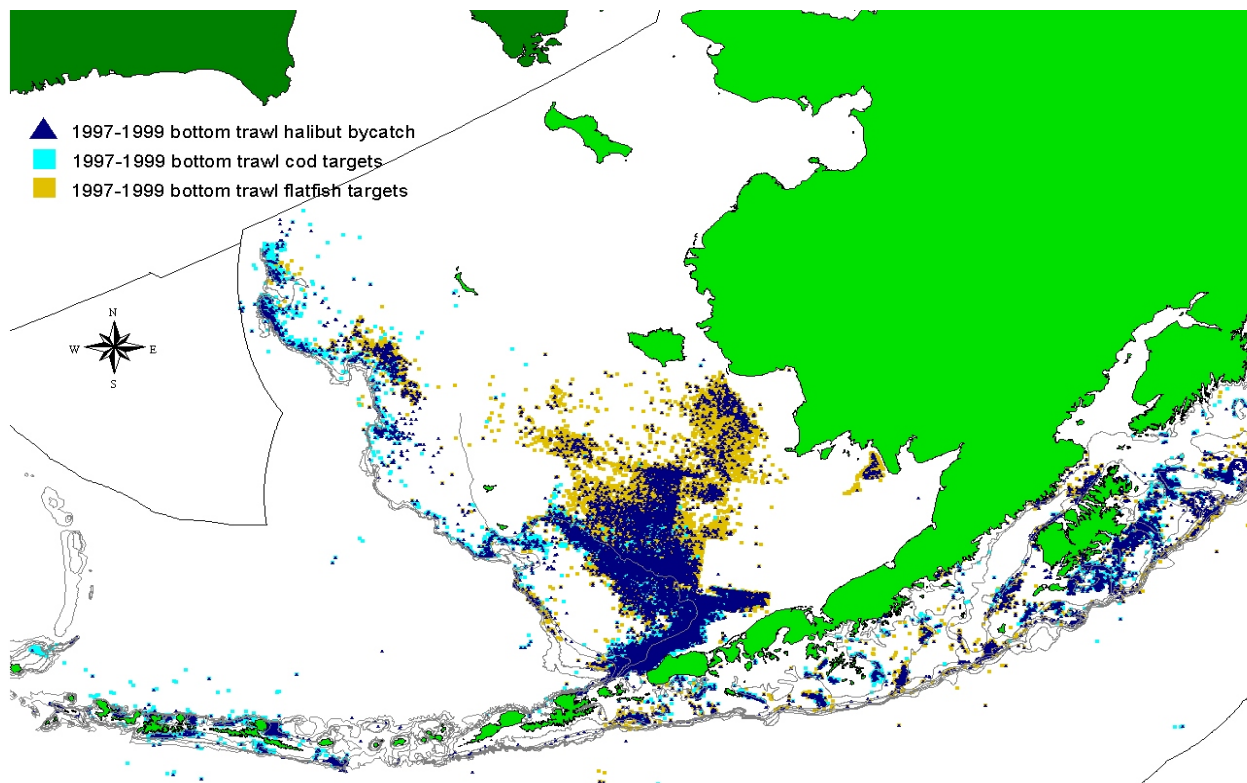 1997-1999 bottom trawl halibut bycatch
1997-1999 bottom trawl cod targets
1997-1999 bottom trawl flatfish targets
N
W E
S